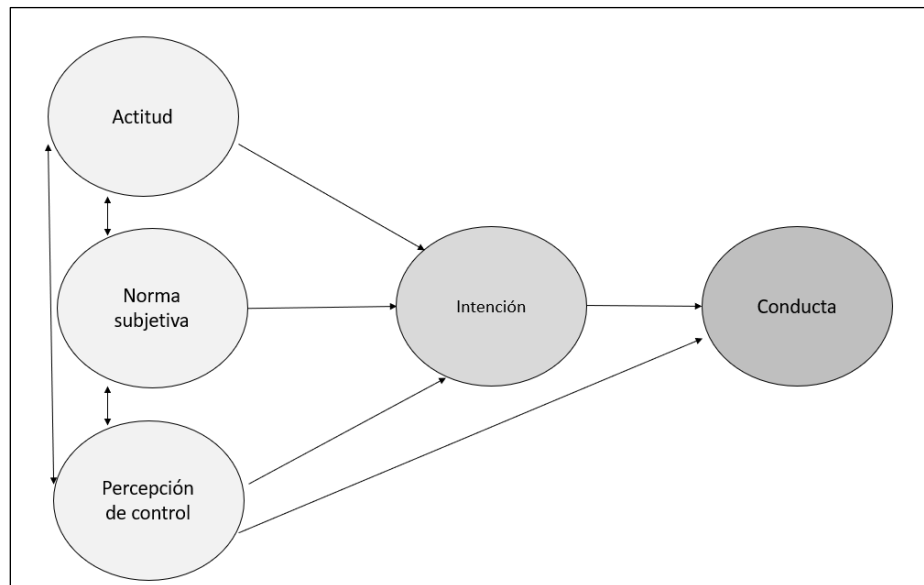 Actitud
Norma
subjetiva
Intención
Conducta
Percepción
de control